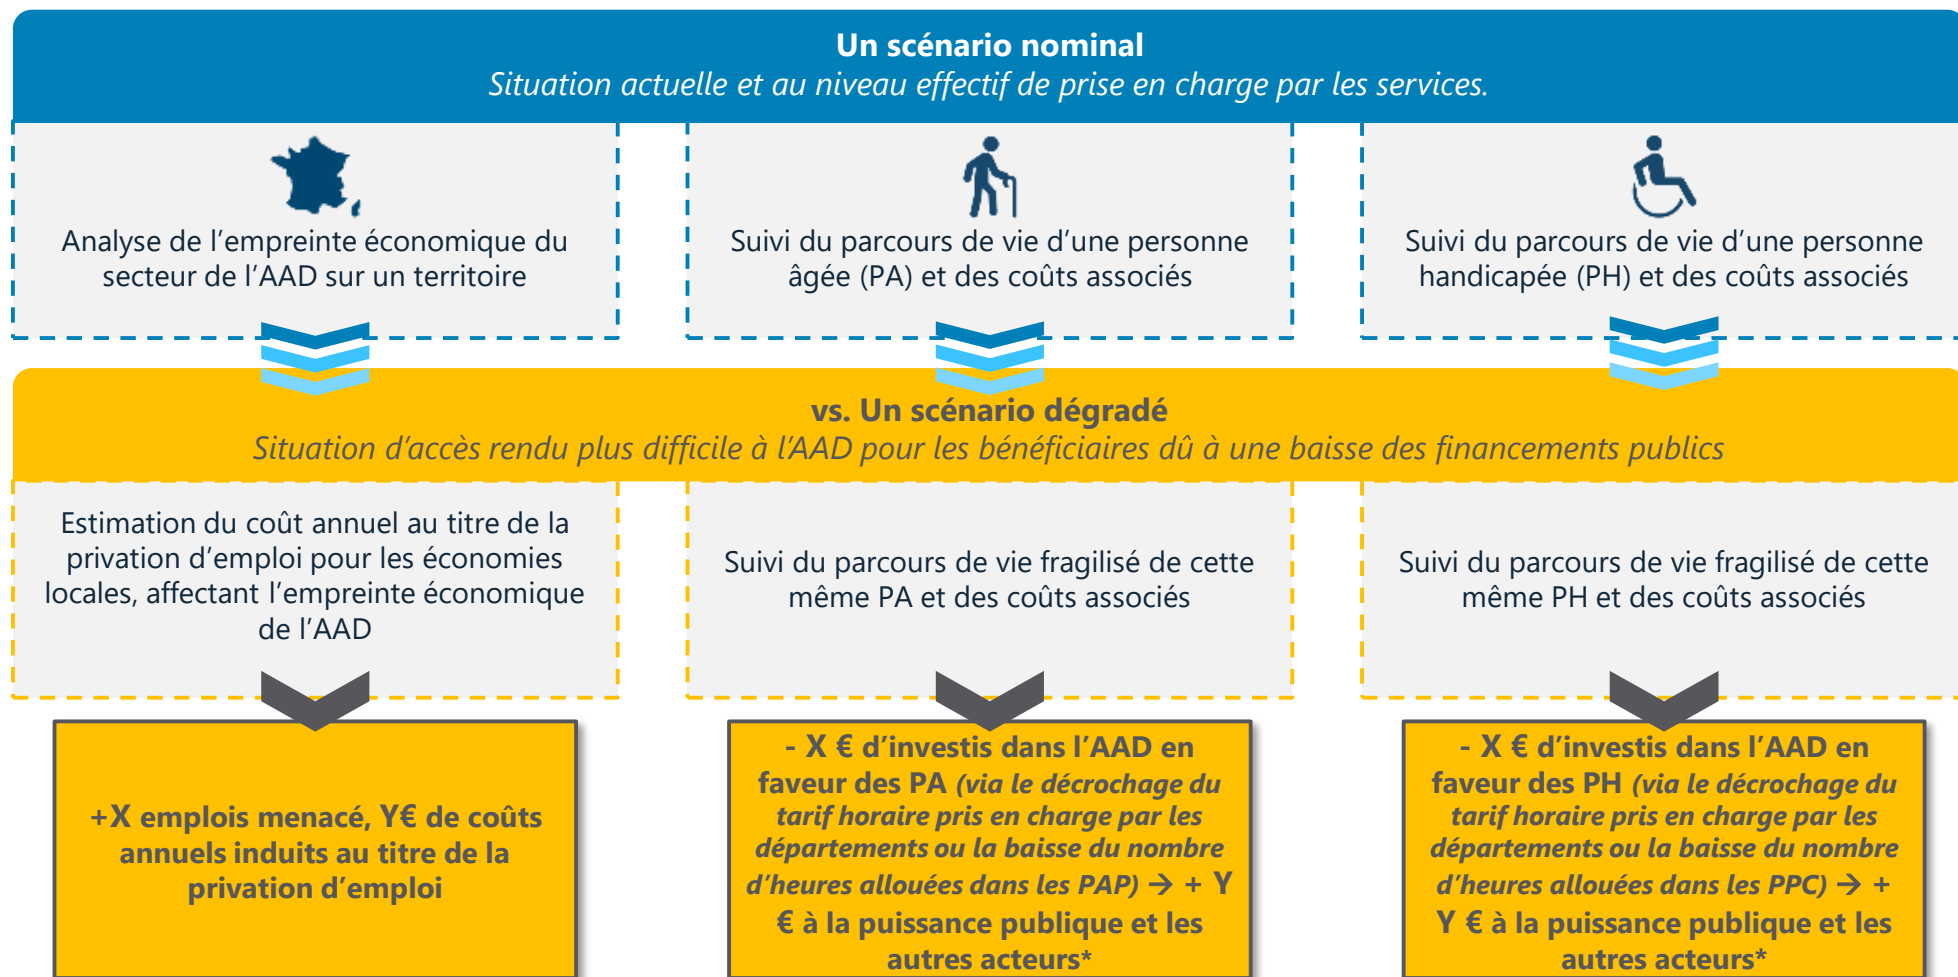 Un scénario nominal
Situation actuelle et au niveau effectif de prise en charge par les services.
Analyse de l’empreinte économique du
secteur de l’AAD sur un territoire
Suivi du parcours de vie d’une personne
âgée (PA) et des coûts associés
Suivi du parcours de vie d’une personne
handicapée (PH) et des coûts associés
vs. Un scénario dégradé
Situation d’accès rendu plus difficile à l’AAD pour les bénéficiaires dû à une baisse des financements publics
Estimation du coût annuel au titre de la
privation d’emploi pour les économies
locales, affectant l’empreinte économique
de l’AAD
Suivi du parcours de vie fragilisé de cette
même PA et des coûts associés
Suivi du parcours de vie fragilisé de cette
même PH et des coûts associés
+X emplois menacé, Y€ de coûts
annuels induits au titre de la
privation d’emploi
- X € d’investis dans l’AAD en
faveur des PA (via le décrochage du
tarif horaire pris en charge par les
départements ou la baisse du nombre
d’heures allouées dans les PAP) → + Y
€ à la puissance publique et les
autres acteurs*
- X € d’investis dans l’AAD en
faveur des PH (via le décrochage du
tarif horaire pris en charge par les
départements ou la baisse du nombre
d’heures allouées dans les PPC) → +
Y € à la puissance publique et les
autres acteurs*